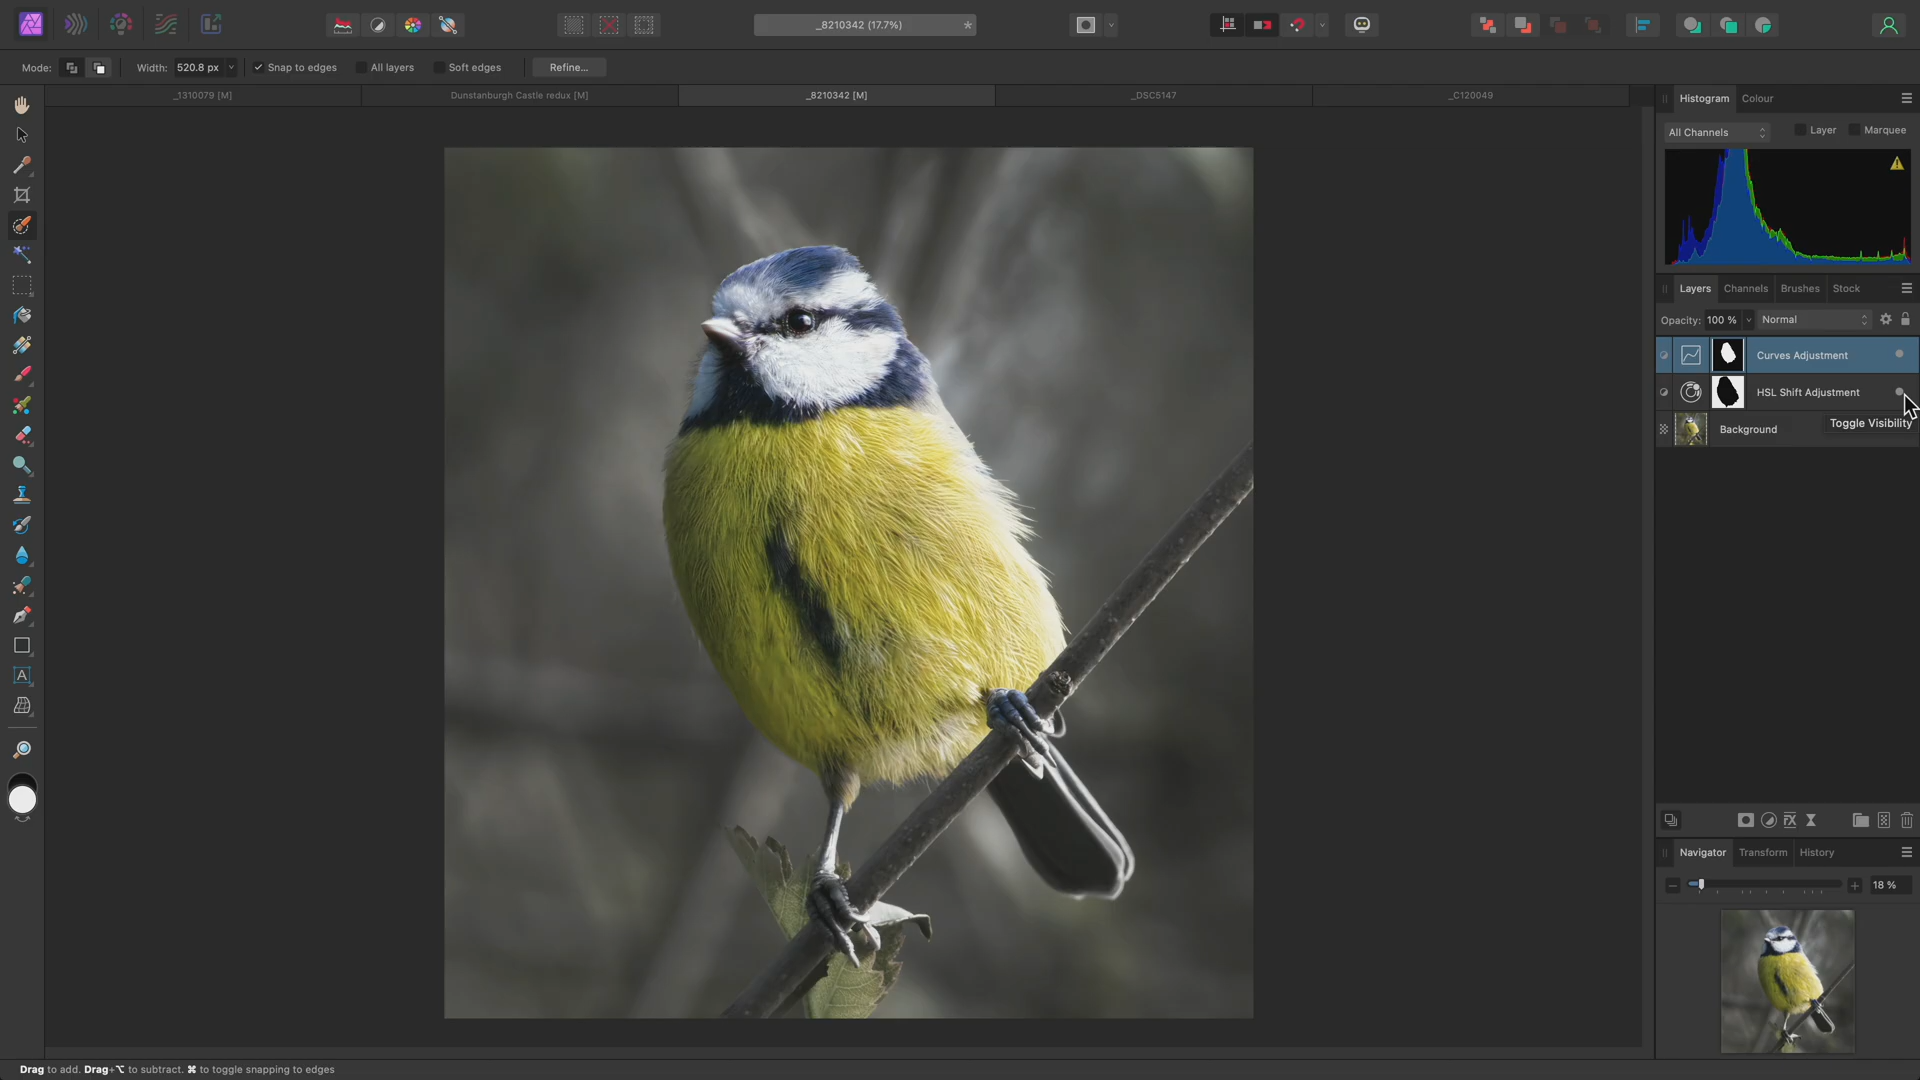 _8210342 (17.7%)
*
Mode:
Width: 520.8 px
Snap to edges
All layers
Soft edges
Refine...
_1310079 [M]
Dunstanburgh Castle redux [M]
_8210342 [M]
_DSC5147
_C120049
Histogram
Colour
All Channels
Layer
Marquee
Layers
Channels
Brushes
Stock
Opacity: 100 %
Normal
Curves Adjustment
HSL Shift Adjustment
Toggle Visibility
Background
fx
A
Navigator
Transform
History
18 %
Drag to add. Drag+⌥ to subtract. ⌘ to toggle snapping to edges